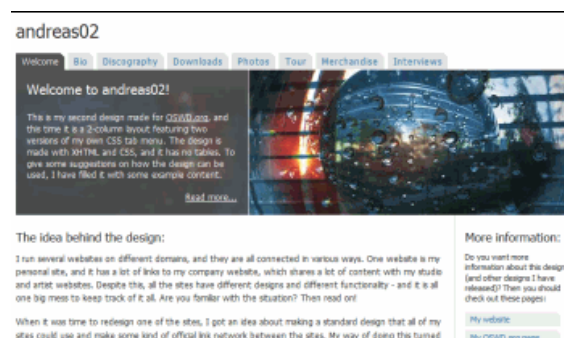 andreas02
Welcome Bio Discography Downloads Photos Tour Merchandise Interviews
Welcome to andreas02!
This is my second design made for OSWD.org, and
this time it is a 2-column layout featuring two
versions of my own CSS tab menu. The design is
made with XHTML and CSS, and it has no tables. To
give some suggestions on how the design can be
used, I have filled it with some example content.
Read more...
The idea behind the design:
I run several websites on different domains, and they are all connected in various ways. One website is my
personal site, and it has a lot of links to my company website, which shares a lot of content with my studio
and artist websites. Despite this, all the sites have different designs and different functionality - and it is all
one big mess to keep track of it all. Are you familiar with the situation? Then read on!
When it was time to redesign one of the sites, I got an idea about making a standard design that all of my
sites could use and make some kind of official link network between the sites. My way of doing this turned
More information:
Do you want more
information about this design
(and other designs I have
released)? Then you should
check out these pages:
My website
My OSWD